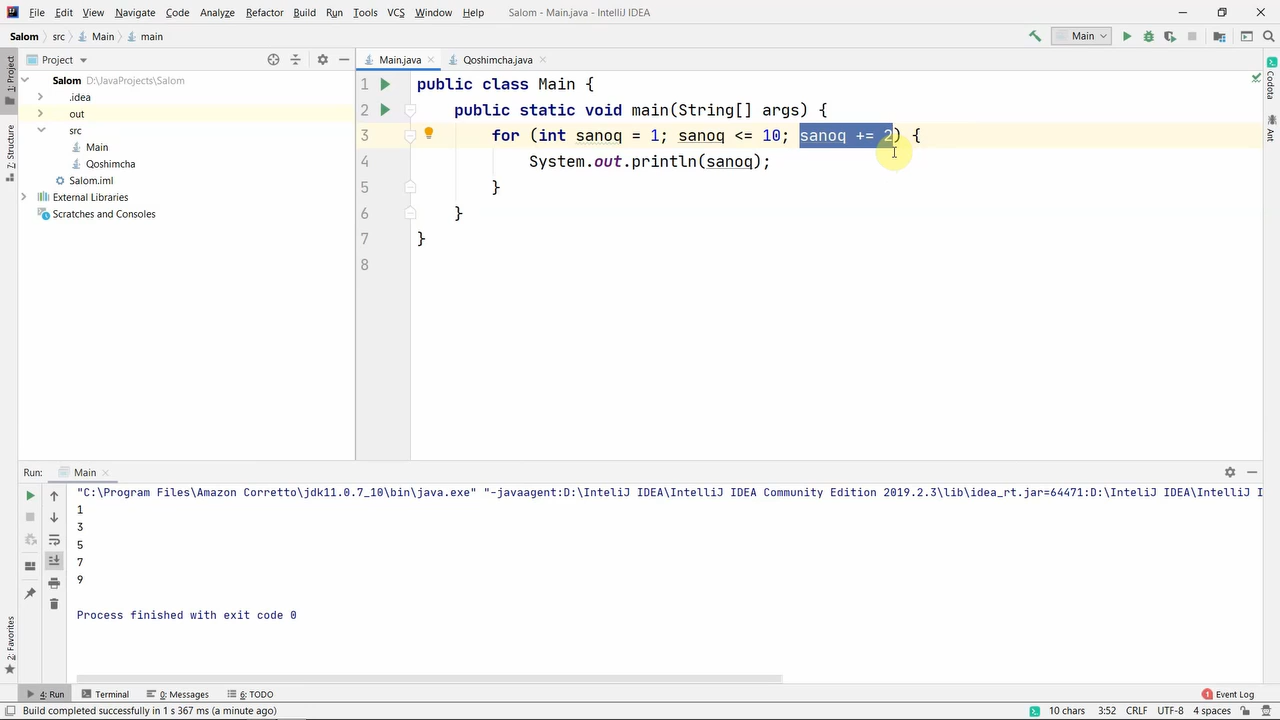 File Edit View Navigate Code Analyze Refactor Build Run Tools VCS Window Help Salom - Main.java - IntelliJ IDEA
Salom src Main main Main
1: Project
Project
Main.java Qoshimcha.java
Salom D:\JavaProjects\Salom
.idea
out
src
Main
Qoshimcha
Salom.iml
External Libraries
Scratches and Consoles
Z: Structure
1 public class Main {
2 public static void main(String[] args) {
3 for (int sanoq = 1; sanoq <= 10; sanoq += 2) {
4 System.out.println(sanoq);
5 }
6 }
7 }
8
Codota
Ant
Run: Main
"C:\Program Files\Amazon Corretto\jdk11.0.7_10\bin\java.exe" "-javaagent:D:\InteliJ IDEA\IntelliJ IDEA Community Edition 2019.2.3\lib\idea_rt.jar=64471:D:\InteliJ IDEA\IntelliJ I
1
3
5
7
9
Process finished with exit code 0
2: Favorites
4: Run Terminal 0: Messages 6: TODO Event Log
Build completed successfully in 1 s 367 ms (a minute ago) 10 chars 3:52 CRLF UTF-8 4 spaces